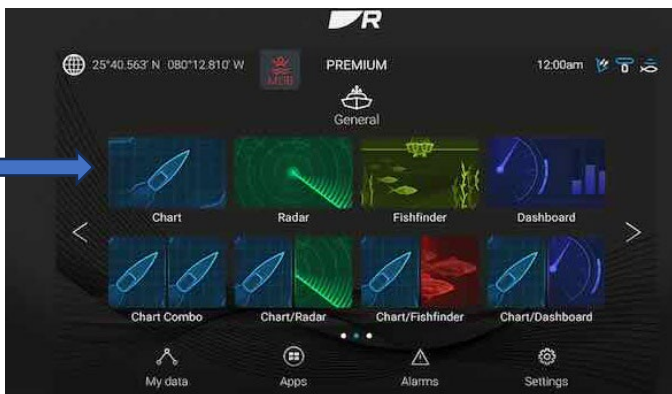 R
25°40.563' N 080°12.810' W MOB PREMIUM 12:00am
General
Chart Radar Fishfinder Dashboard
Chart Combo Chart/Radar Chart/Fishfinder Chart/Dashboard
My data Apps Alarms Settings